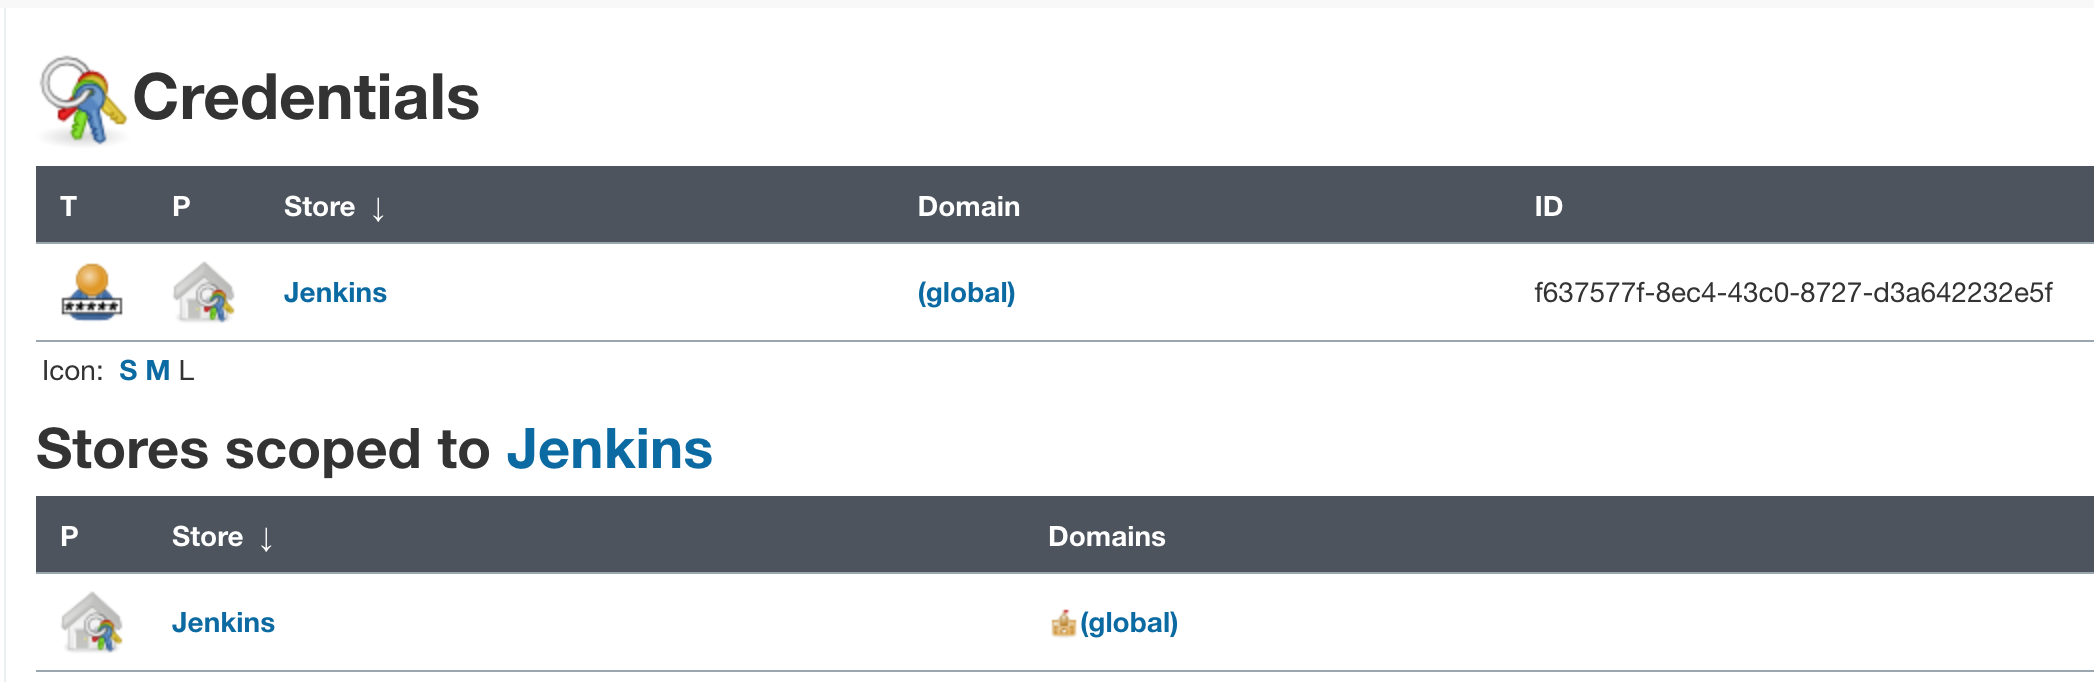 Credentials
T P Store ↓ Domain ID
Jenkins (global) f637577f-8ec4-43c0-8727-d3a642232e5f
Icon: S M L
Stores scoped to Jenkins
P Store ↓ Domains
Jenkins (global)